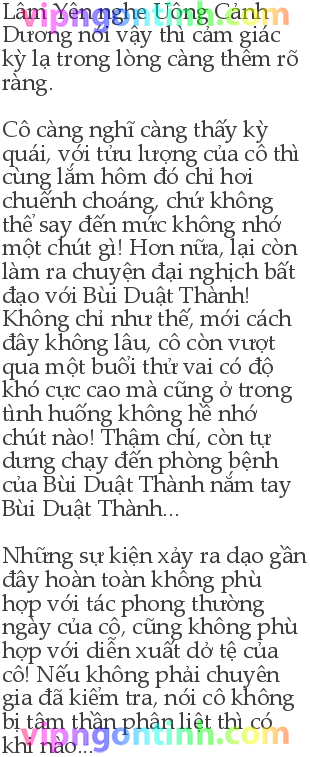 Lâm Yên nghe Uông Cảnh
Dương nói vậy thì cảm giác
kỳ lạ trong lòng càng thêm rõ
ràng.
Cô càng nghĩ càng thấy kỳ
quái, với tửu lượng của cô thì
cùng lắm hôm đó chỉ hơi
chuếnh choáng, chứ không
thể say đến mức không nhớ
một chút gì! Hơn nữa, lại còn
làm ra chuyện đại nghịch bất
đạo với Bùi Duật Thành!
Không chỉ như thế, mới cách
đây không lâu, cô còn vượt
qua một buổi thử vai có độ
khó cực cao mà cũng ở trong
tình huống không hề nhớ
chút nào! Thậm chí, còn tự
dưng chạy đến phòng bệnh
của Bùi Duật Thành nắm tay
Bùi Duật Thành...
Những sự kiện xảy ra dạo gần
đây hoàn toàn không phù
hợp với tác phong thường
ngày của cô, cũng không phù
hợp với diễn xuất dở tệ của
cô! Nếu không phải chuyên
gia đã kiểm tra, nói cô không
bị tâm thần phân liệt thì có
khi nào...
vipngontinh.com
vipngontinh.com